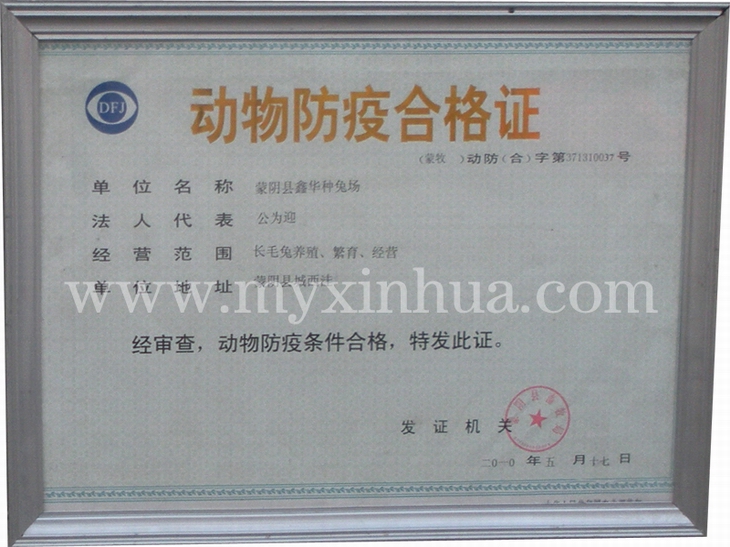 DFJ
动物防疫合格证
(蒙牧 )动防(合)字第371310037号
单位名称 蒙阴县鑫华种兔场
法人代表 公为迎
经营范围 长毛兔养殖、繁育、经营
单位地址 蒙阴县城西洼
www.myxinhua.com
经审查，动物防疫条件合格，特发此证。
发证机关
二〇一〇年五月十七日